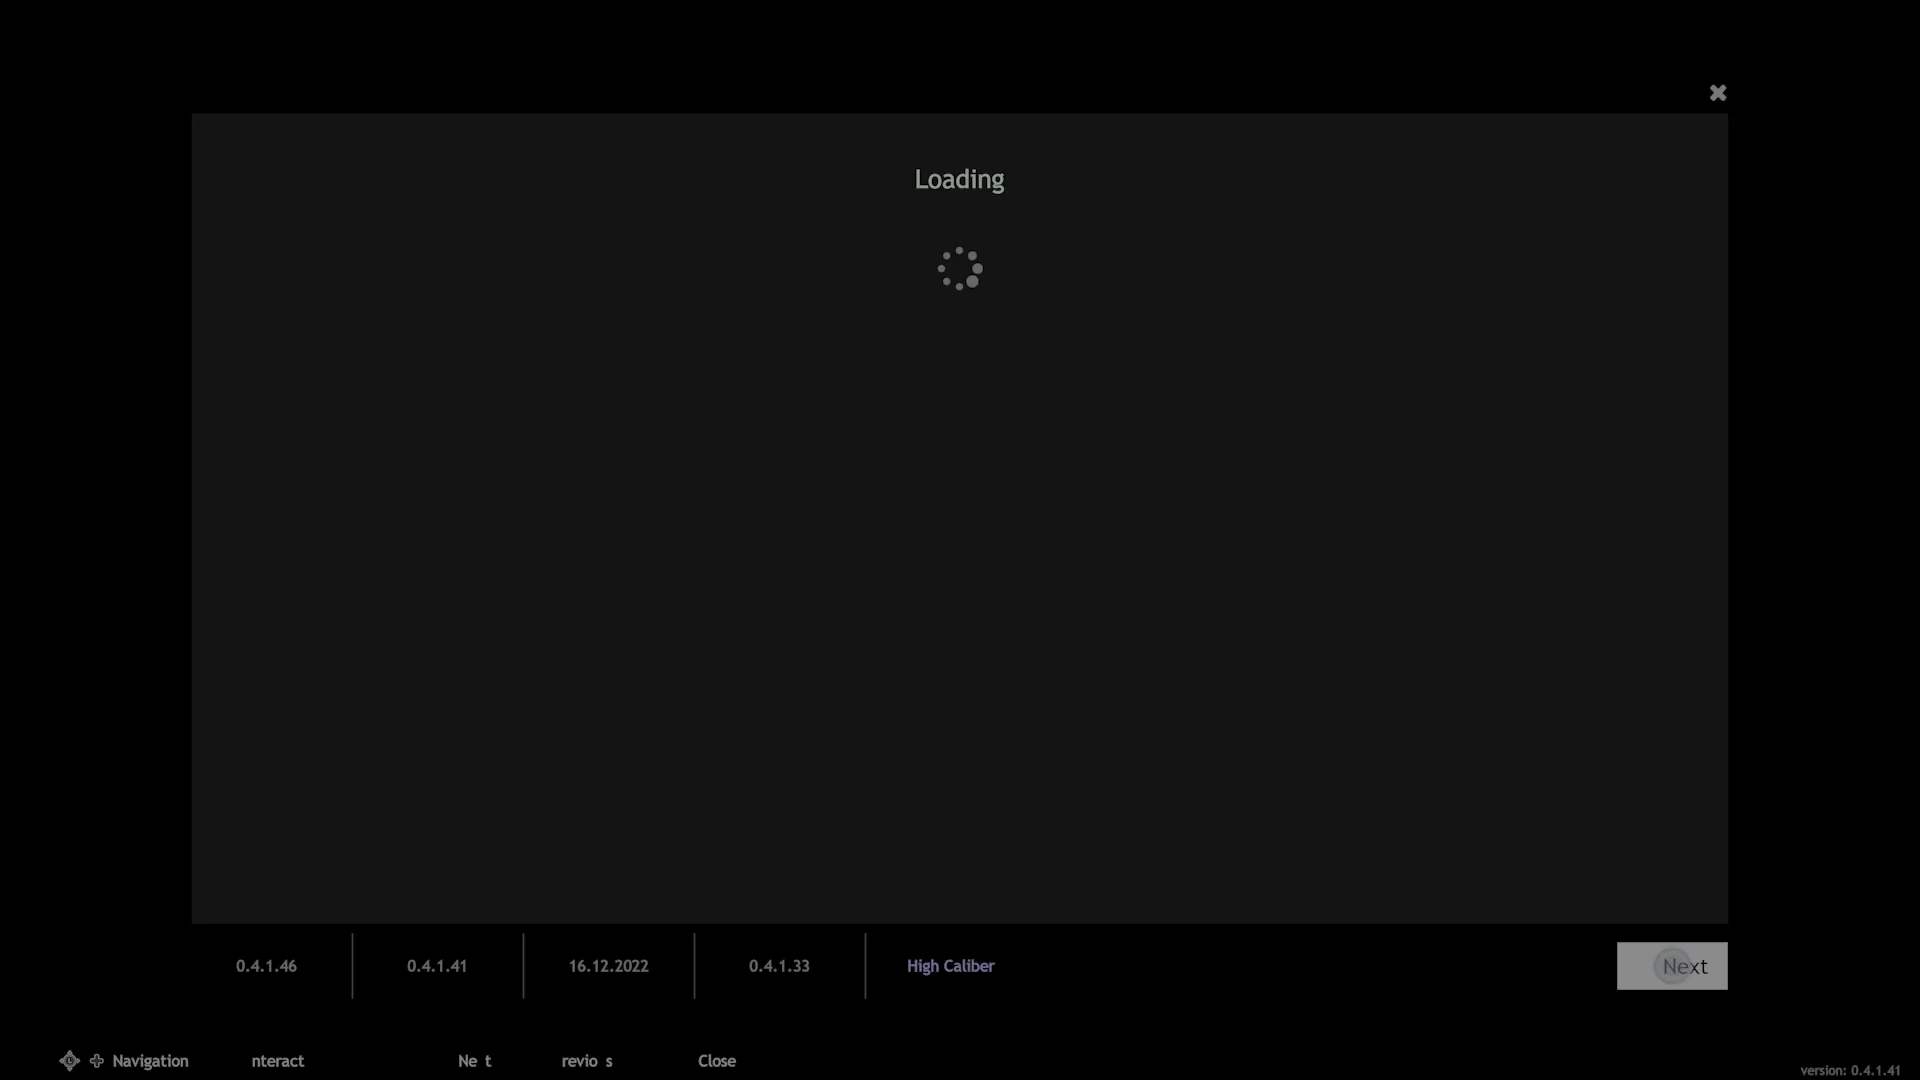 Loading
0.4.1.46
0.4.1.41
16.12.2022
0.4.1.33
High Caliber
Next
Navigation
nteract
Ne t
revio s
Close
version: 0.4.1.41